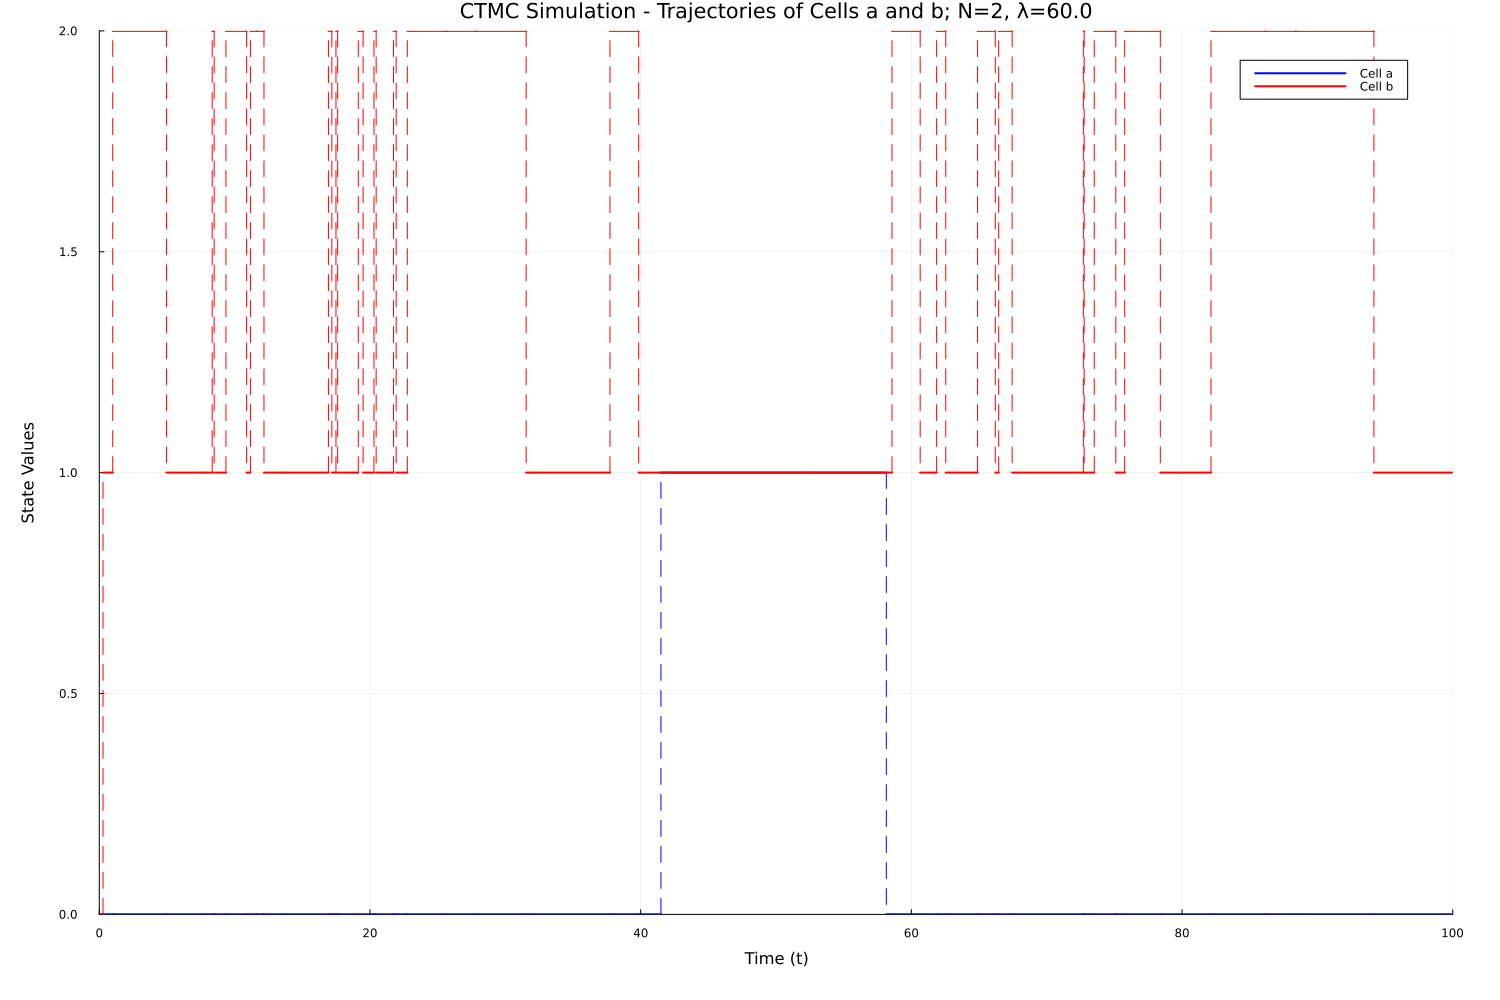 CTMC Simulation - Trajectories of Cells a and b; N=2, λ=60.0
2.0
Cell a
Cell b
1.5
State Values
1.0
0.5
0.0
0 20 40 60 80 100
Time (t)